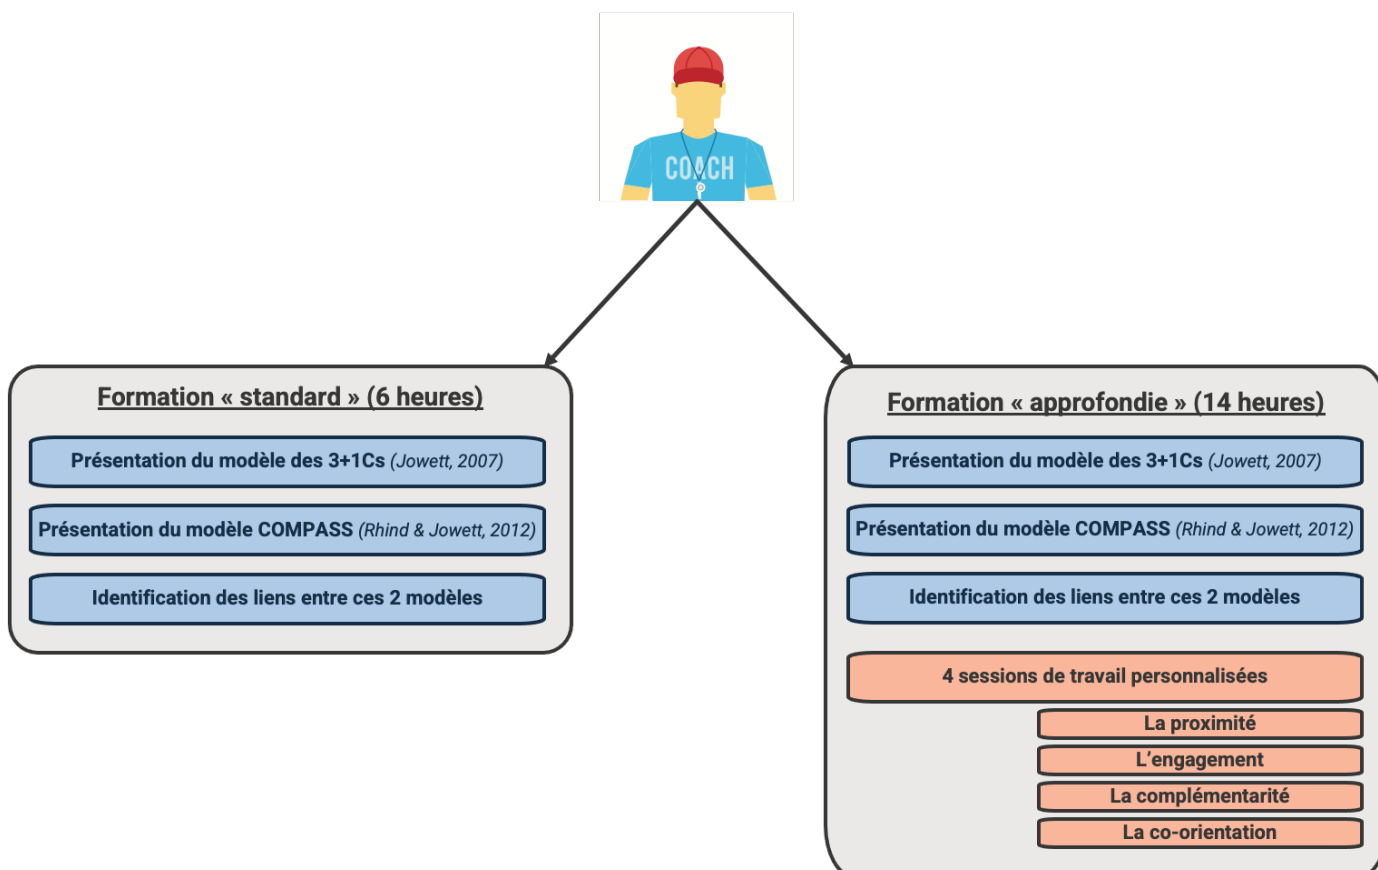 COACH
Formation « standard » (6 heures)
Présentation du modèle des 3+1Cs (Jowett, 2007)
Présentation du modèle COMPASS (Rhind & Jowett, 2012)
Identification des liens entre ces 2 modèles
Formation « approfondie » (14 heures)
Présentation du modèle des 3+1Cs (Jowett, 2007)
Présentation du modèle COMPASS (Rhind & Jowett, 2012)
Identification des liens entre ces 2 modèles
4 sessions de travail personnalisées
La proximité
L'engagement
La complémentarité
La co-orientation